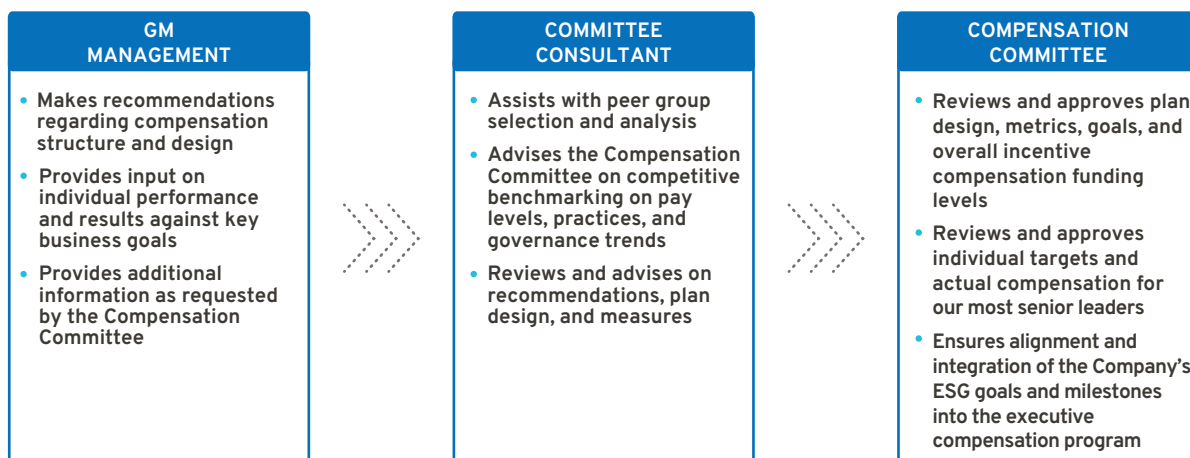 GM
MANAGEMENT
• Makes recommendations
regarding compensation
structure and design
• Provides input on
individual performance
and results against key
business goals
• Provides additional
information as requested
by the Compensation
Committee
COMMITTEE
CONSULTANT
• Assists with peer group
selection and analysis
• Advises the Compensation
Committee on competitive
benchmarking on pay
levels, practices, and
governance trends
• Reviews and advises on
recommendations, plan
design, and measures
COMPENSATION
COMMITTEE
• Reviews and approves plan
design, metrics, goals, and
overall incentive
compensation funding
levels
• Reviews and approves
individual targets and
actual compensation for
our most senior leaders
• Ensures alignment and
integration of the Company's
ESG goals and milestones
into the executive
compensation program